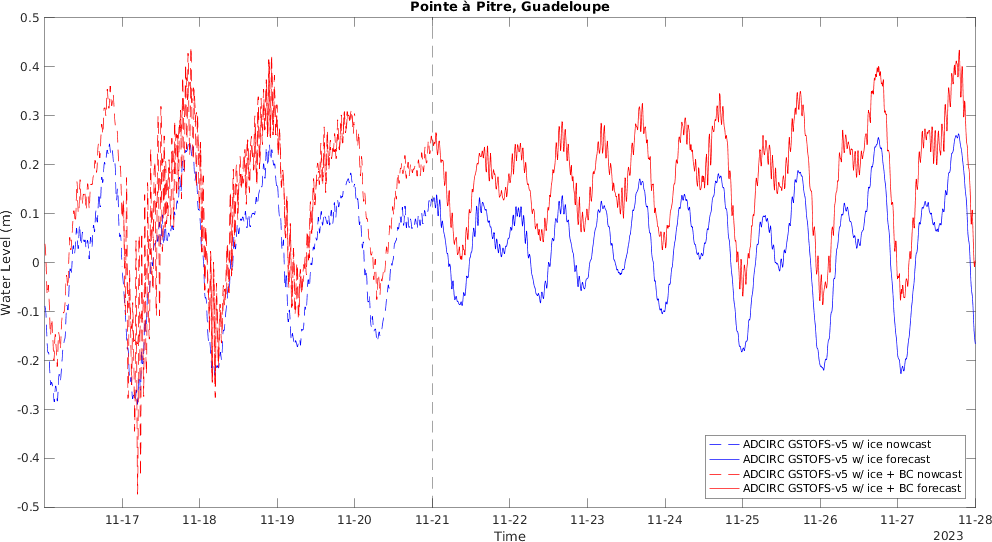 Pointe à Pitre, Guadeloupe
0.5
0.4
0.3
0.2
0.1
0
-0.1
-0.2
-0.3
-0.4
-0.5
Water Level (m)
ADCIRC GSTOFS-v5 w/ ice nowcast
ADCIRC GSTOFS-v5 w/ ice forecast
ADCIRC GSTOFS-v5 w/ ice + BC nowcast
ADCIRC GSTOFS-v5 w/ ice + BC forecast
11-17 11-18 11-19 11-20 11-21 11-22 11-23 11-24 11-25 11-26 11-27 11-28
Time
2023